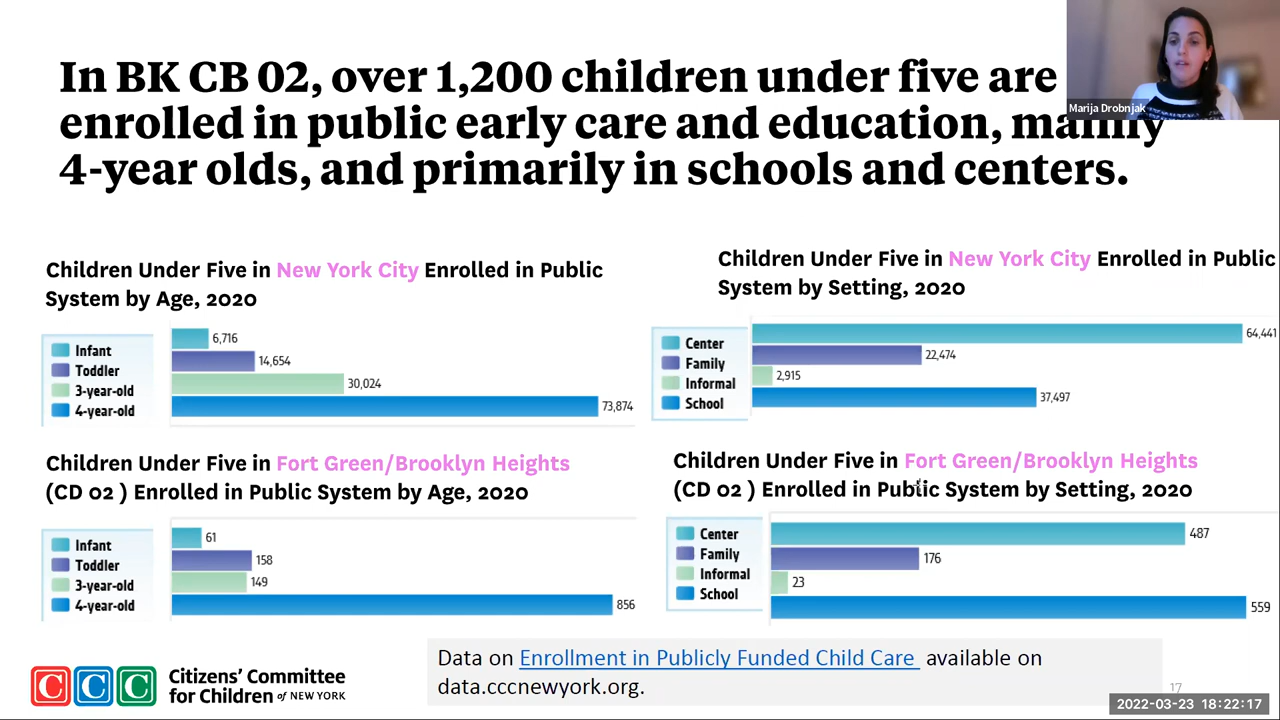 In BK CB 02, over 1,200 children under five are
enrolled in public early care and education, mainly
4-year olds, and primarily in schools and centers.
Marija Drobnjak
Children Under Five in New York City Enrolled in Public
System by Age, 2020
Infant
Toddler
3-year-old
4-year-old
6,716
14,654
30,024
73,874
Children Under Five in New York City Enrolled in Public
System by Setting, 2020
Center
Family
Informal
School
64,441
22,474
2,915
37,497
Children Under Five in Fort Green/Brooklyn Heights
(CD 02 ) Enrolled in Public System by Age, 2020
Infant
Toddler
3-year-old
4-year-old
61
158
149
856
Children Under Five in Fort Green/Brooklyn Heights
(CD 02 ) Enrolled in Public System by Setting, 2020
Center
Family
Informal
School
487
176
23
559
CCC
Citizens' Committee
for Children of NEW YORK
Data on Enrollment in Publicly Funded Child Care available on
data.cccnewyork.org.
17
2022-03-23 18:22:17